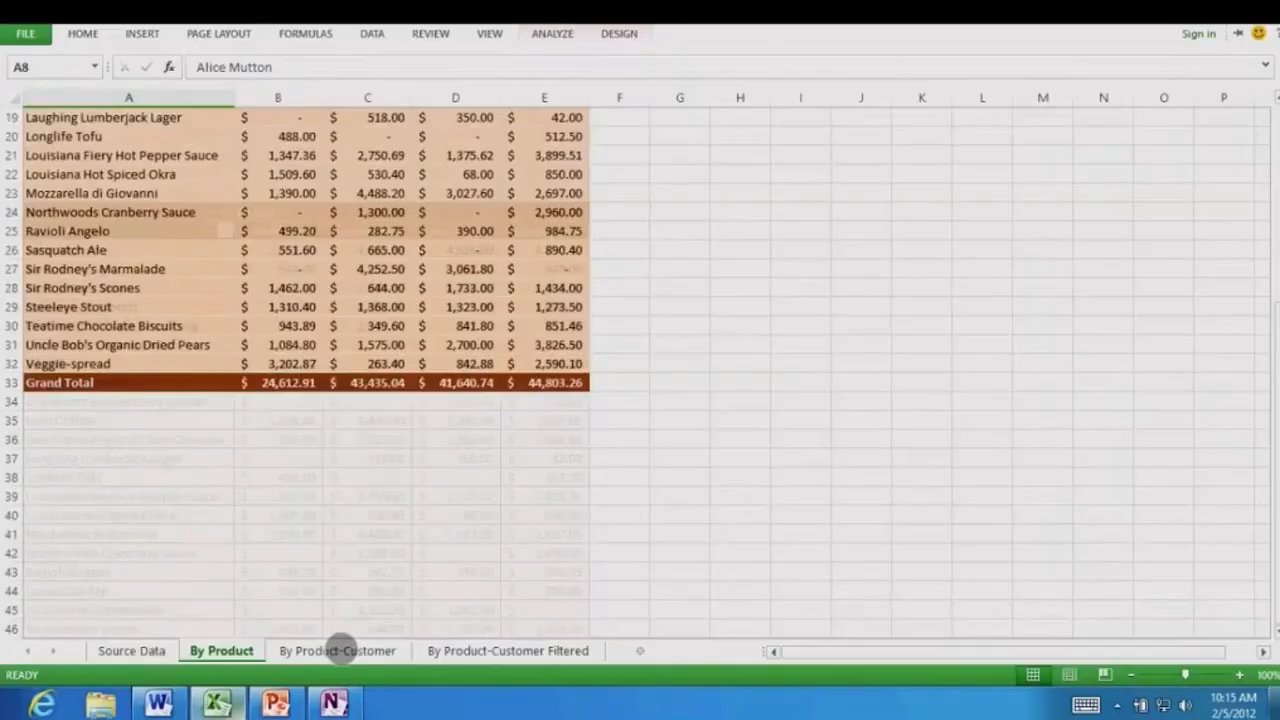 FILE HOME INSERT PAGE LAYOUT FORMULAS DATA REVIEW VIEW ANALYZE DESIGN Sign in
A8 fx Alice Mutton
A B C D E F G H I J K L M N O P
19 Laughing Lumberjack Lager $ - $ 518.00 $ 350.00 $ 42.00
20 Longlife Tofu $ 488.00 $ - $ - $ 512.50
21 Louisiana Fiery Hot Pepper Sauce $ 1,347.36 $ 2,750.69 $ 1,375.62 $ 3,899.51
22 Louisiana Hot Spiced Okra $ 1,509.60 $ 530.40 $ 68.00 $ 850.00
23 Mozzarella di Giovanni $ 1,390.00 $ 4,488.20 $ 3,027.60 $ 2,697.00
24 Northwoods Cranberry Sauce $ - $ 1,300.00 $ - $ 2,960.00
25 Ravioli Angelo $ 499.20 $ 282.75 $ 390.00 $ 984.75
26 Sasquatch Ale $ 551.60 $ 665.00 $ - $ 890.40
27 Sir Rodney's Marmalade $ - $ 4,252.50 $ 3,061.80 $ -
28 Sir Rodney's Scones $ 1,462.00 $ 644.00 $ 1,733.00 $ 1,434.00
29 Steeleye Stout $ 1,310.40 $ 1,368.00 $ 1,323.00 $ 1,273.50
30 Teatime Chocolate Biscuits $ 943.89 $ 349.60 $ 841.80 $ 851.46
31 Uncle Bob's Organic Dried Pears $ 1,084.80 $ 1,575.00 $ 2,700.00 $ 3,826.50
32 Veggie-spread $ 3,202.87 $ 263.40 $ 842.88 $ 2,590.10
33 Grand Total $ 24,612.91 $ 43,435.04 $ 41,640.74 $ 44,803.26
34
35
36
37
38
39
40
41
42
43
44
45
46
Source Data By Product By Product-Customer By Product-Customer Filtered
READY 100%
10:15 AM
2/5/2012